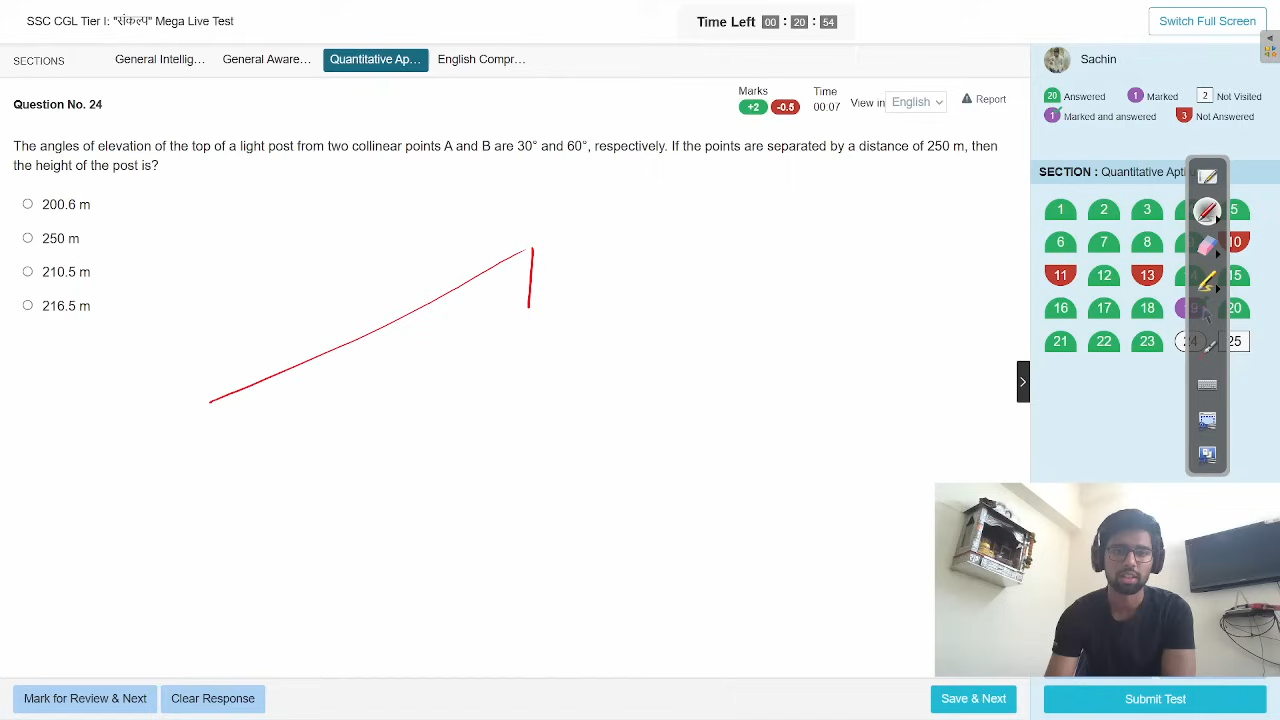 SSC CGL Tier I: "संकल्प" Mega Live Test
Time Left 00 : 20 : 54
Switch Full Screen
SECTIONS General Intellig... General Aware... Quantitative Ap... English Compr...
Sachin
Question No. 24
Marks
+2 -0.5
Time
00:07
View in English
Report
20 Answered 1 Marked 2 Not Visited
1 Marked and answered 3 Not Answered
The angles of elevation of the top of a light post from two collinear points A and B are 30° and 60°, respectively. If the points are separated by a distance of 250 m, then
the height of the post is?
200.6 m
250 m
210.5 m
216.5 m
SECTION : Quantitative Apti
1 2 3 5
6 7 8 10
11 12 13 15
16 17 18 19 20
21 22 23 24 25
Mark for Review & Next Clear Response Save & Next Submit Test